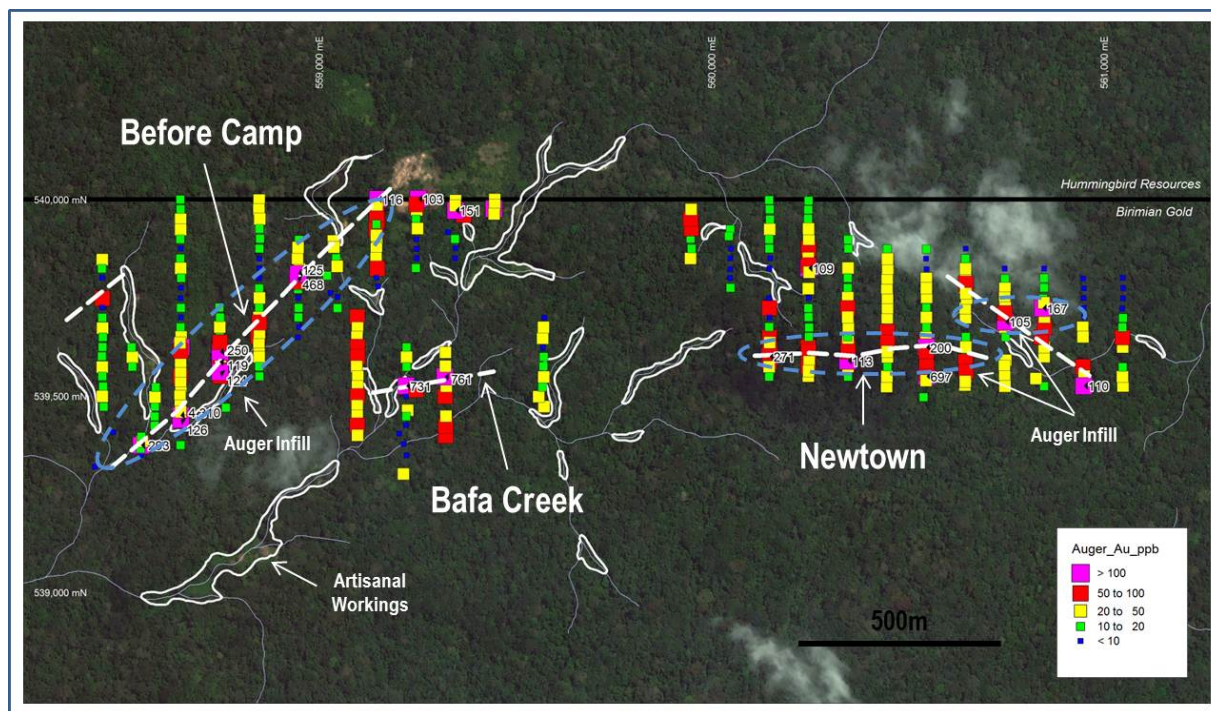 559,000 mE
560,000 mE
561,000 mE
Before Camp
540,000 mN
116
103
151
Hummingbird Resources
Birimian Gold
125
468
109
167
105
250
119
121
271
113
200
697
110
731
761
539,500 mN
126
293
Auger Infill
Auger Infill
Newtown
Bafa Creek
Artisanal
Workings
539,000 mN
500m
Auger_Au_ppb
> 100
50 to 100
20 to 50
10 to 20
< 10